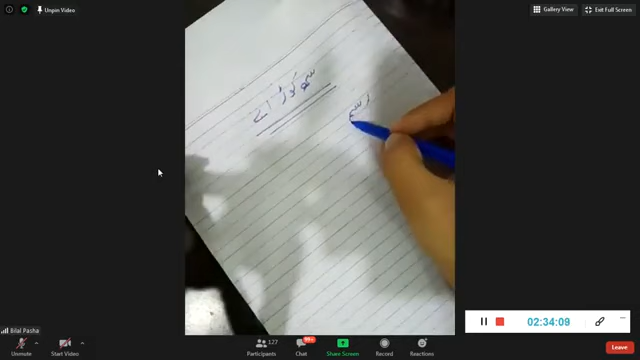 Unpin Video
Gallery View
Exit Full Screen
Bilal Pasha
02:34:09
Unmute
Start Video
127
Participants
99+
Chat
Share Screen
Record
Reactions
Leave